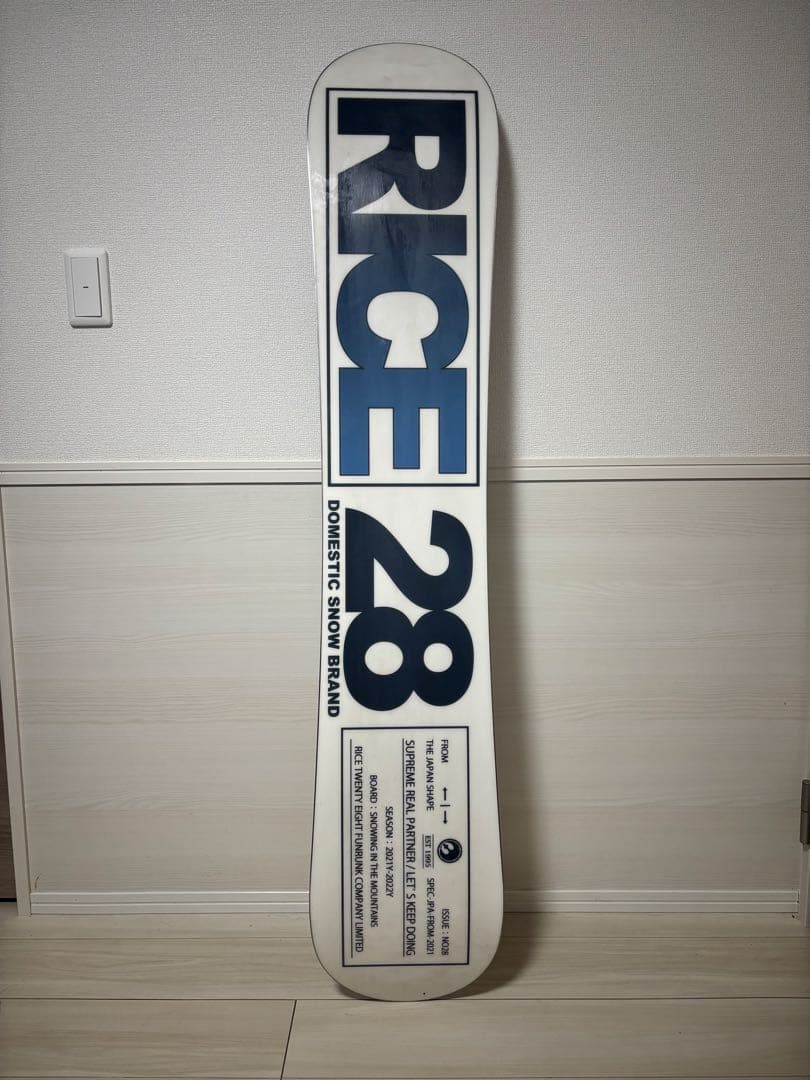 RICE
28
DOMESTIC SNOW BRAND
FROM ←|→ ISSUE : NO28
THE JAPAN SHAPE EST 1995 SPEC-JPA-FROM-2021
SUPREME REAL PARTNER / LET'S KEEP DOING
SEASON : 2021Y-2022Y
BOARD : SNOWING IN THE MOUNTAINS
RICE TWENTY EIGHT FUNRUNK COMPANY LIMITED